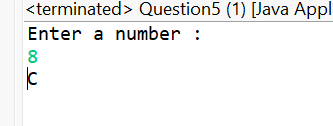 <terminated> Question5 (1) [Java Appl
Enter a number :
8
C